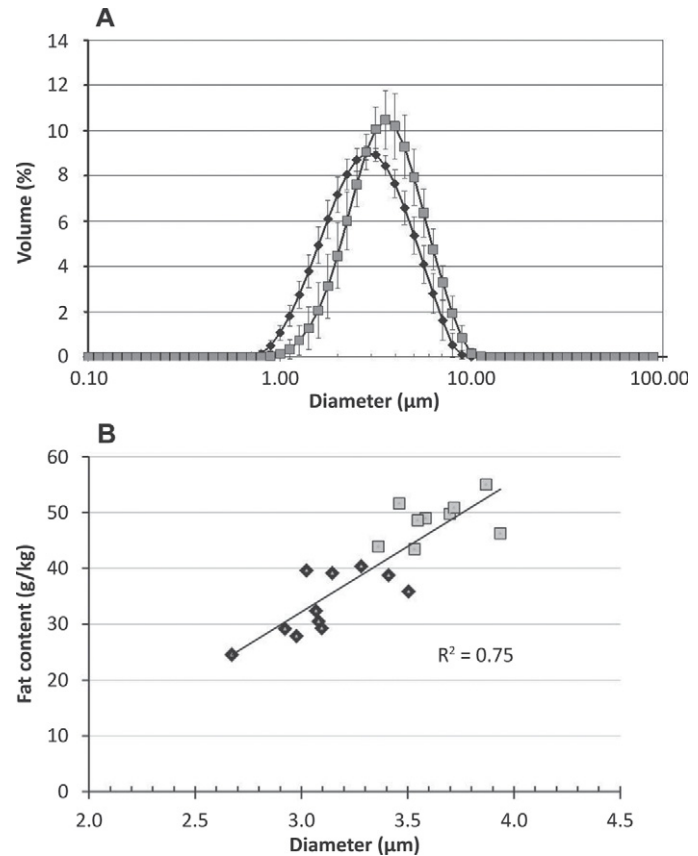 A
14
12
10
8
6
4
2
0
Volume (%)
0.10 1.00 10.00 100.00
Diameter (µm)
B
60
50
40
30
20
10
0
Fat content (g/kg)
R² = 0.75
2.0 2.5 3.0 3.5 4.0 4.5
Diameter (µm)